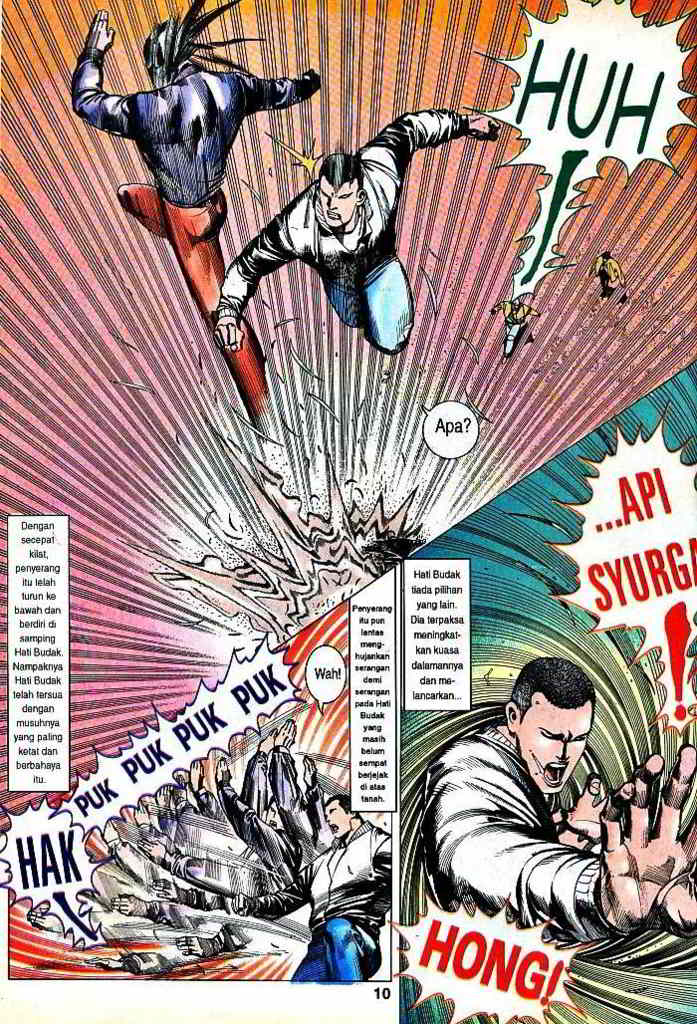 HUH
!
Apa?
Dengan
secepat
kilat,
penyerang
itu telah
turun ke
bawah dan
berdiri di
samping
Hati Budak.
Nampaknya
Hati Budak
telah tersua
dengan
musuhnya
yang paling
ketat dan
berbahaya
itu.
HAK
!
PUK PUK PUK PUK
Wah!
Penyerang
itu pun
lantas
meng-
hujankan
serangan
demi
serangan
pada Hati
Budak
yang
masih
belum
sempat
berjejak
di atas
tanah.
Hati Budak
tiada pilihan
yang lain.
Dia terpaksa
meningkat-
kan kuasa
dalamannya
dan me-
lancarkan...
...API
SYURGA
!
HONG!
10